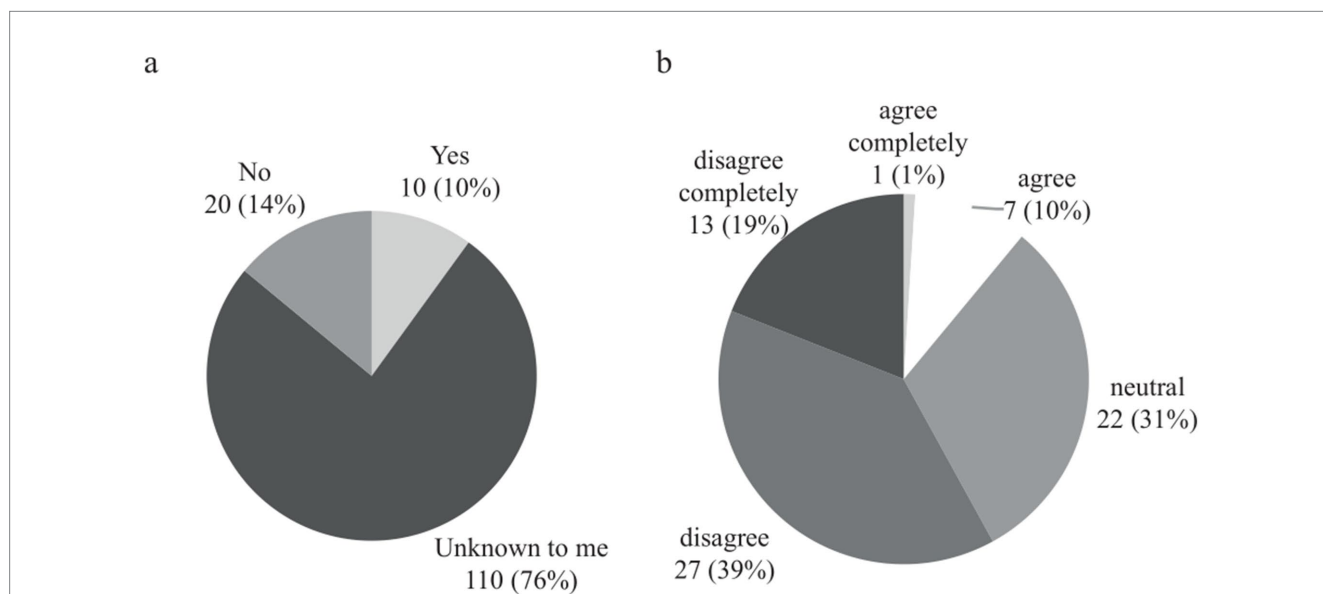 a
No
20 (14%)
Yes
10 (10%)
Unknown to me
110 (76%)
b
agree
completely
1 (1%)
disagree
completely
13 (19%)
agree
7 (10%)
neutral
22 (31%)
disagree
27 (39%)